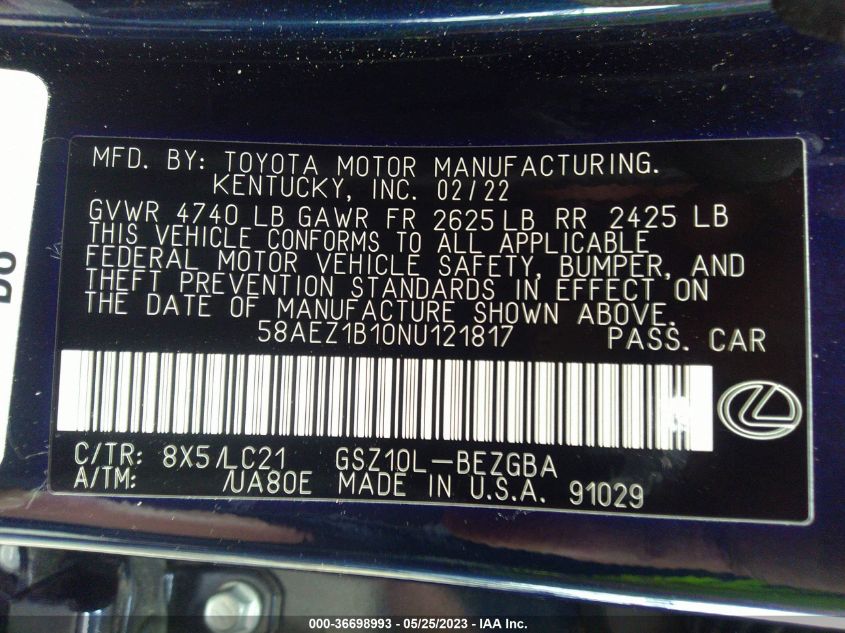 MFD. BY: TOYOTA MOTOR MANUFACTURING.
KENTUCKY, INC. 02/22
GVWR 4740 LB GAWR FR 2625 LB RR 2425 LB
THIS VEHICLE CONFORMS TO ALL APPLICABLE
FEDERAL MOTOR VEHICLE SAFETY, BUMPER, AND
THEFT PREVENTION STANDARDS IN EFFECT ON
THE DATE OF MANUFACTURE SHOWN ABOVE.
58AEZ1B10NU121817 PASS. CAR
C/TR: 8X5/LC21 GSZ10L-BEZGBA
A/TM: /UA80E MADE IN U.S.A. 91029
000-36698993 - 05/25/2023 - IAA Inc.